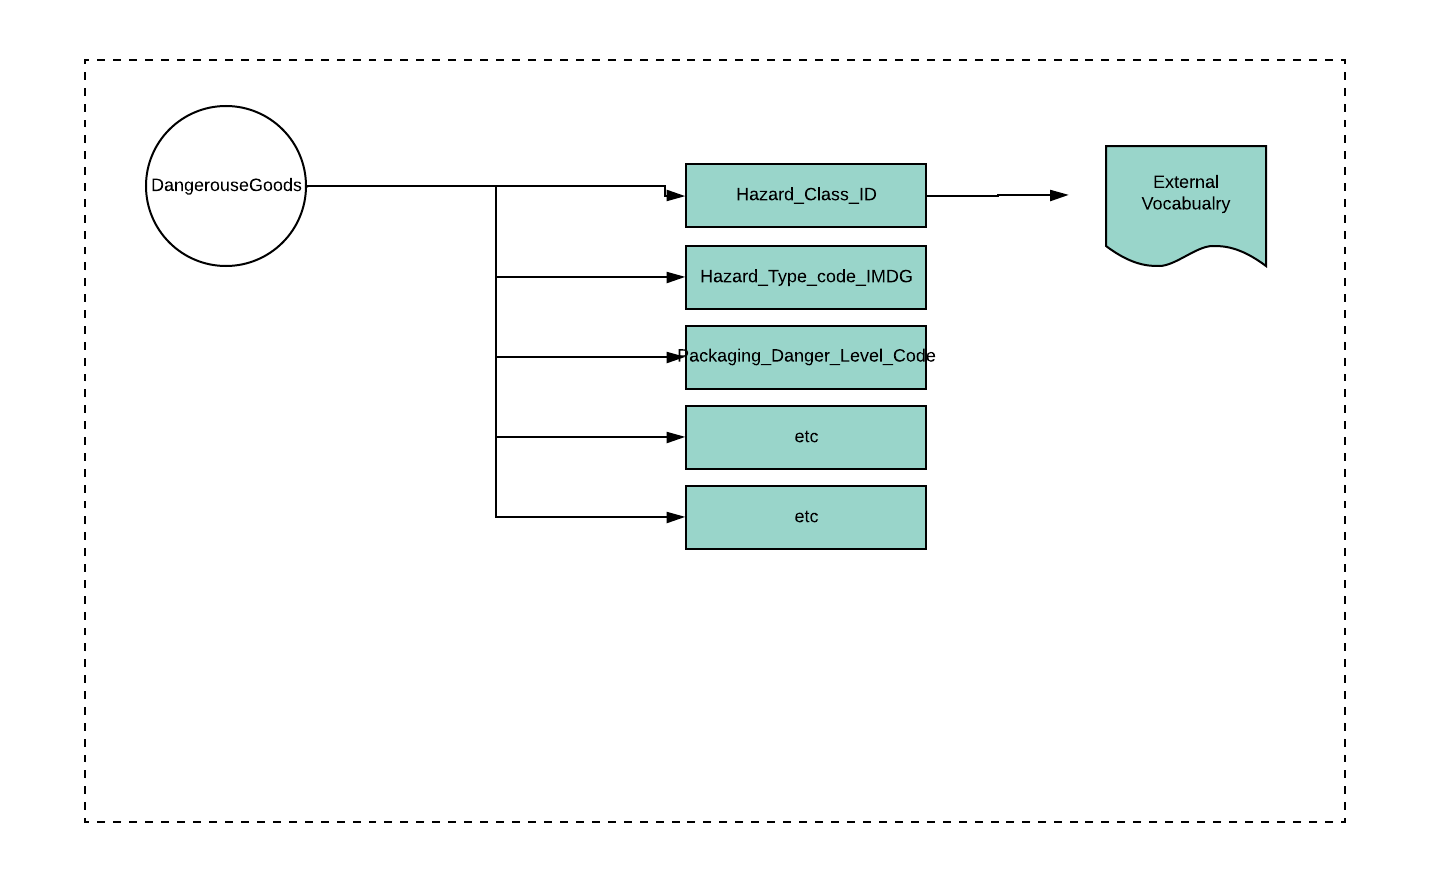 DangerouseGoods
Hazard_Class_ID
External
Vocabualry
Hazard_Type_code_IMDG
Packaging_Danger_Level_Code
etc
etc